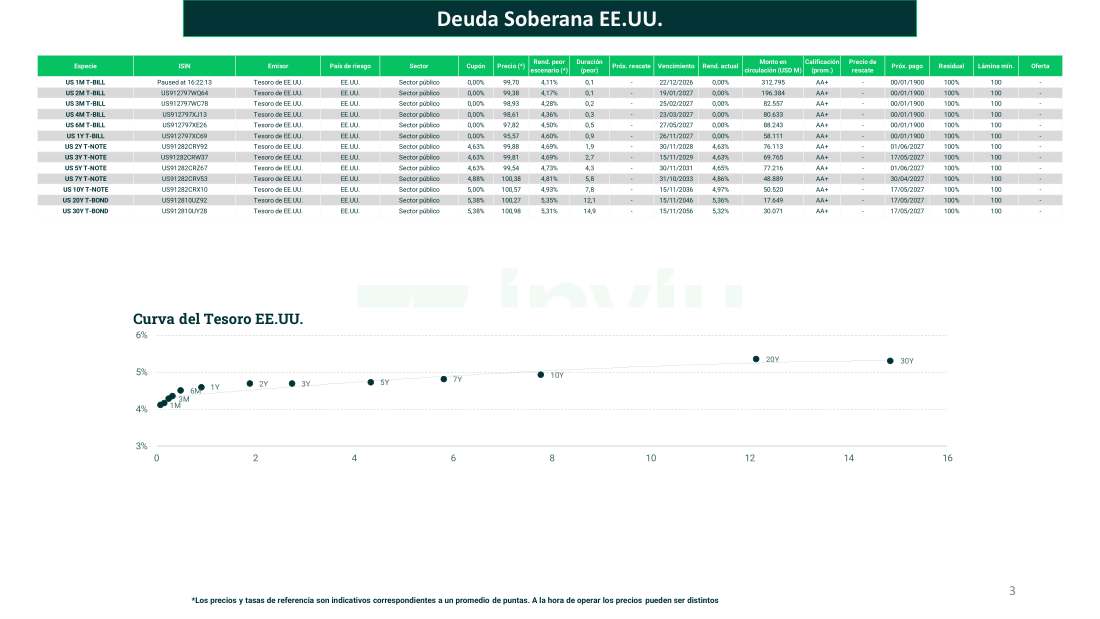 Deuda Soberana EE.UU.
Especie ISIN Emisor País de riesgo Sector Cupón Precio (*) Rend. peor escenario (*) Duración (peor) Próx. rescate Vencimiento Rend. actual Monto en circulación (USD M) Calificación (prom.) Precio de rescate Próx. pago Residual Lámina mín. Oferta
US 1M T-BILL Paused at 16:22:13 Tesoro de EE.UU. EE.UU. Sector público 0,00% 99,70 4,11% 0,1 - 22/12/2026 0,00% 312.795 AA+ - 00/01/1900 100% 100 -
US 2M T-BILL US912797WQ64 Tesoro de EE.UU. EE.UU. Sector público 0,00% 99,38 4,17% 0,1 - 19/01/2027 0,00% 196.384 AA+ - 00/01/1900 100% 100 -
US 3M T-BILL US912797WC78 Tesoro de EE.UU. EE.UU. Sector público 0,00% 98,93 4,28% 0,2 - 25/02/2027 0,00% 82.557 AA+ - 00/01/1900 100% 100 -
US 4M T-BILL US912797XJ13 Tesoro de EE.UU. EE.UU. Sector público 0,00% 98,61 4,36% 0,3 - 23/03/2027 0,00% 80.633 AA+ - 00/01/1900 100% 100 -
US 6M T-BILL US912797XE26 Tesoro de EE.UU. EE.UU. Sector público 0,00% 97,82 4,50% 0,5 - 27/05/2027 0,00% 88.243 AA+ - 00/01/1900 100% 100 -
US 1Y T-BILL US912797XC69 Tesoro de EE.UU. EE.UU. Sector público 0,00% 95,57 4,60% 0,9 - 26/11/2027 0,00% 58.111 AA+ - 00/01/1900 100% 100 -
US 2Y T-NOTE US91282CRY92 Tesoro de EE.UU. EE.UU. Sector público 4,63% 99,88 4,69% 1,9 - 30/11/2028 4,63% 76.113 AA+ - 01/06/2027 100% 100 -
US 3Y T-NOTE US91282CRW37 Tesoro de EE.UU. EE.UU. Sector público 4,63% 99,81 4,69% 2,7 - 15/11/2029 4,63% 69.765 AA+ - 17/05/2027 100% 100 -
US 5Y T-NOTE US91282CRZ67 Tesoro de EE.UU. EE.UU. Sector público 4,63% 99,54 4,73% 4,3 - 30/11/2031 4,65% 77.216 AA+ - 01/06/2027 100% 100 -
US 7Y T-NOTE US91282CRV53 Tesoro de EE.UU. EE.UU. Sector público 4,88% 100,38 4,81% 5,8 - 31/10/2033 4,86% 48.889 AA+ - 30/04/2027 100% 100 -
US 10Y T-NOTE US91282CRX10 Tesoro de EE.UU. EE.UU. Sector público 5,00% 100,57 4,93% 7,8 - 15/11/2036 4,97% 50.520 AA+ - 17/05/2027 100% 100 -
US 20Y T-BOND US912810UZ92 Tesoro de EE.UU. EE.UU. Sector público 5,38% 100,27 5,35% 12,1 - 15/11/2046 5,36% 17.649 AA+ - 17/05/2027 100% 100 -
US 30Y T-BOND US912810UY28 Tesoro de EE.UU. EE.UU. Sector público 5,38% 100,98 5,31% 14,9 - 15/11/2056 5,32% 30.071 AA+ - 17/05/2027 100% 100 -
Curva del Tesoro EE.UU.
6%
5%
4%
3%
1M
3M
6M
1Y
2Y
3Y
5Y
7Y
10Y
20Y
30Y
0 2 4 6 8 10 12 14 16
*Los precios y tasas de referencia son indicativos correspondientes a un promedio de puntas. A la hora de operar los precios pueden ser distintos
3